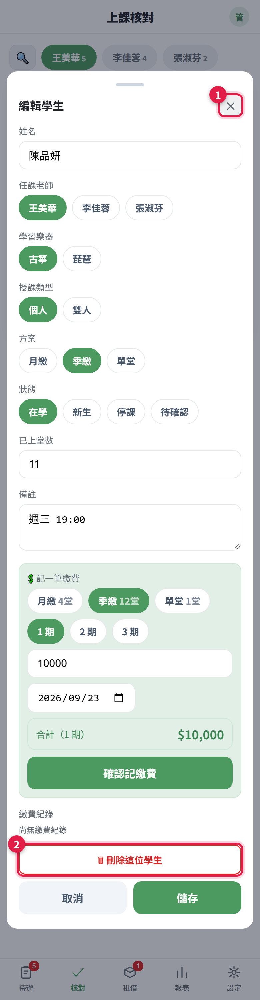 上課核對
管
王美華 5
李佳蓉 4
張淑芬 2
編輯學生
1
姓名
陳品妍
任課老師
王美華
李佳蓉
張淑芬
學習樂器
古箏
琵琶
授課類型
個人
雙人
方案
月繳
季繳
單堂
狀態
在學
新生
停課
待確認
已上堂數
11
備註
週三 19:00
記一筆繳費
月繳 4堂
季繳 12堂
單堂 1堂
1 期
2 期
3 期
10000
2026/09/23
合計（1 期）
$10,000
確認記繳費
繳費紀錄
尚無繳費紀錄
2
刪除這位學生
取消
儲存
5
1
待辦
核對
租借
報表
設定